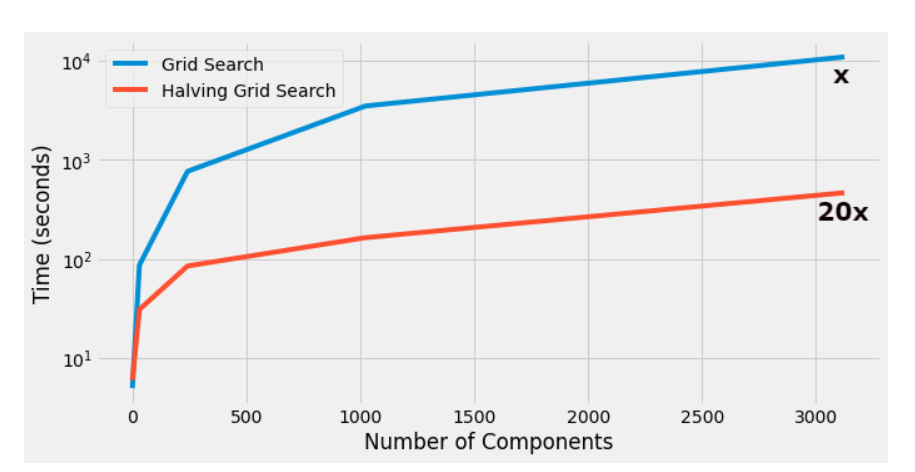 10⁴
Grid Search
Halving Grid Search
x
10³
Time (seconds)
20x
10²
10¹
0 500 1000 1500 2000 2500 3000
Number of Components